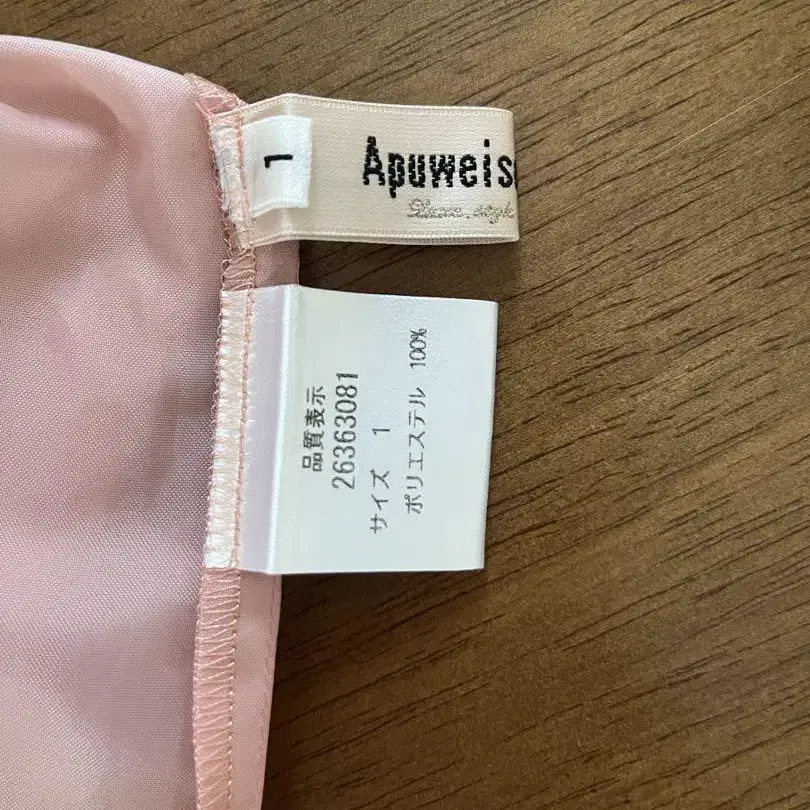 1
Apuweis
品質表示
26363081
サイズ 1
ポリエステル 100%